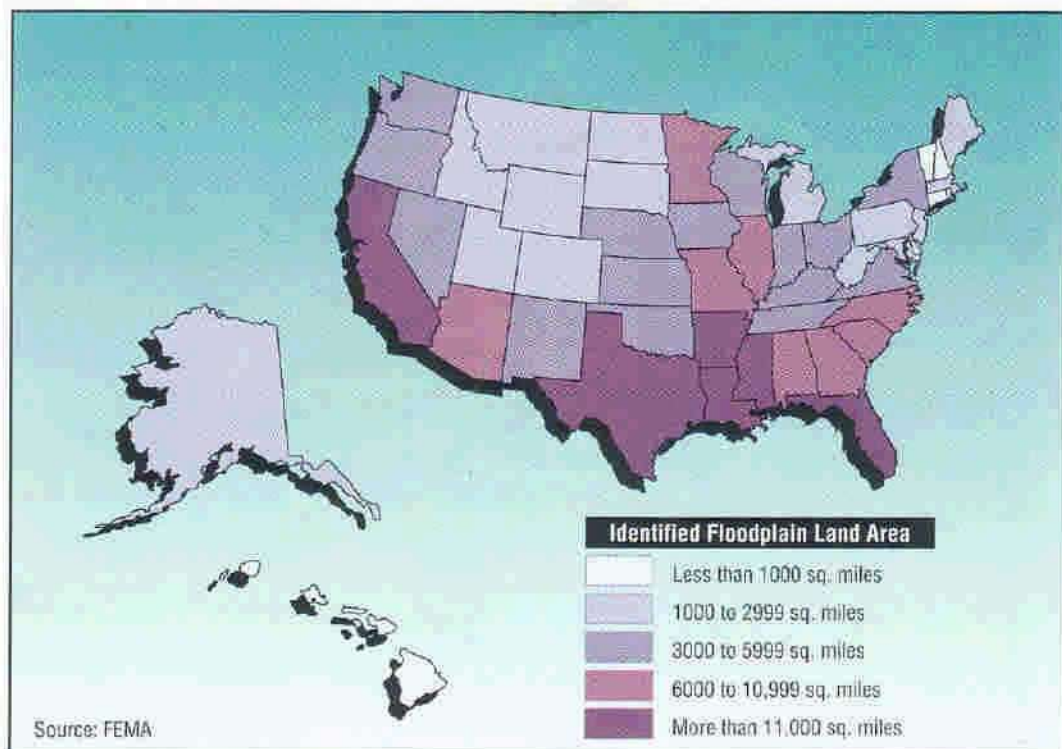 Identified Floodplain Land Area
Less than 1000 sq. miles
1000 to 2999 sq. miles
3000 to 5999 sq. miles
6000 to 10,999 sq. miles
More than 11,000 sq. miles
Source: FEMA